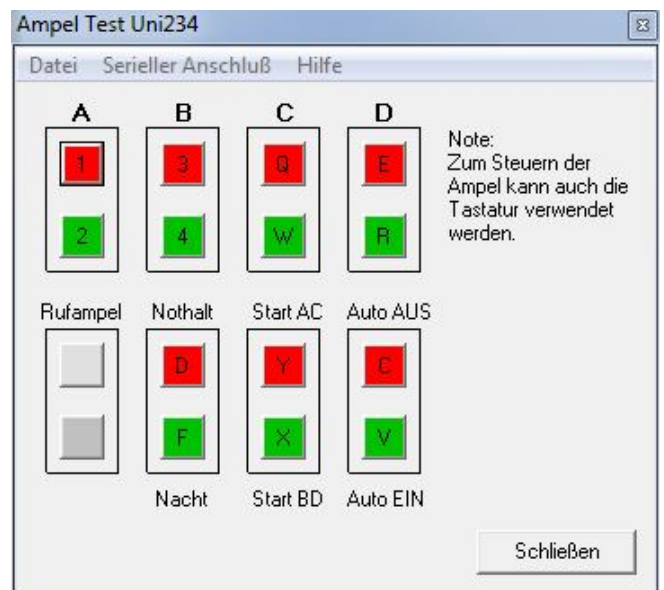 Ampel Test Uni234
Datei Serieller Anschluß Hilfe
A B C D
1 3 Q E
2 4 W R
Note:
Zum Steuern der
Ampel kann auch die
Tastatur verwendet
werden.
Rufampel Nothalt Start AC Auto AUS
D Y C
F X V
Nacht Start BD Auto EIN
Schließen